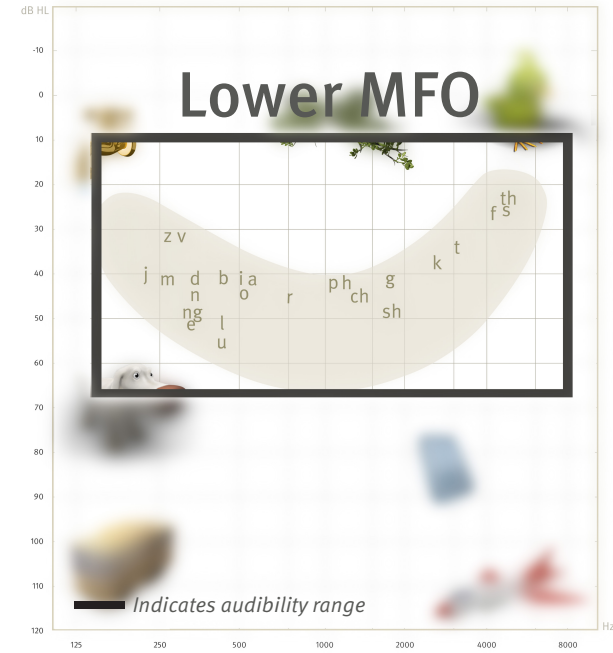 dB HL
-10
Lower MFO
0
10
20
th
f s
30
z v
t
k
40
j m d b i a p h g
n o r ch
50
ng sh
e l
u
60
70
80
90
100
110
Indicates audibility range
120
Hz
125 250 500 1000 2000 4000 8000